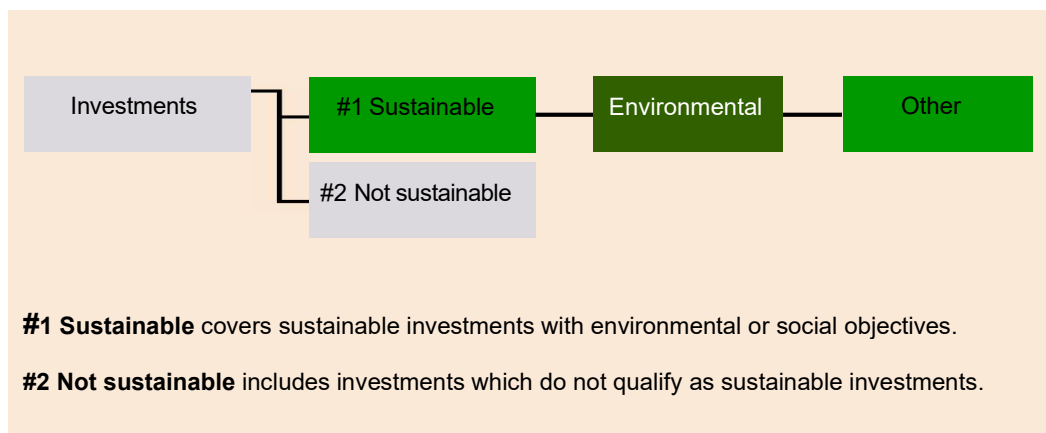 Investments
#1 Sustainable
Environmental
Other
#2 Not sustainable
#1 Sustainable covers sustainable investments with environmental or social objectives.
#2 Not sustainable includes investments which do not qualify as sustainable investments.